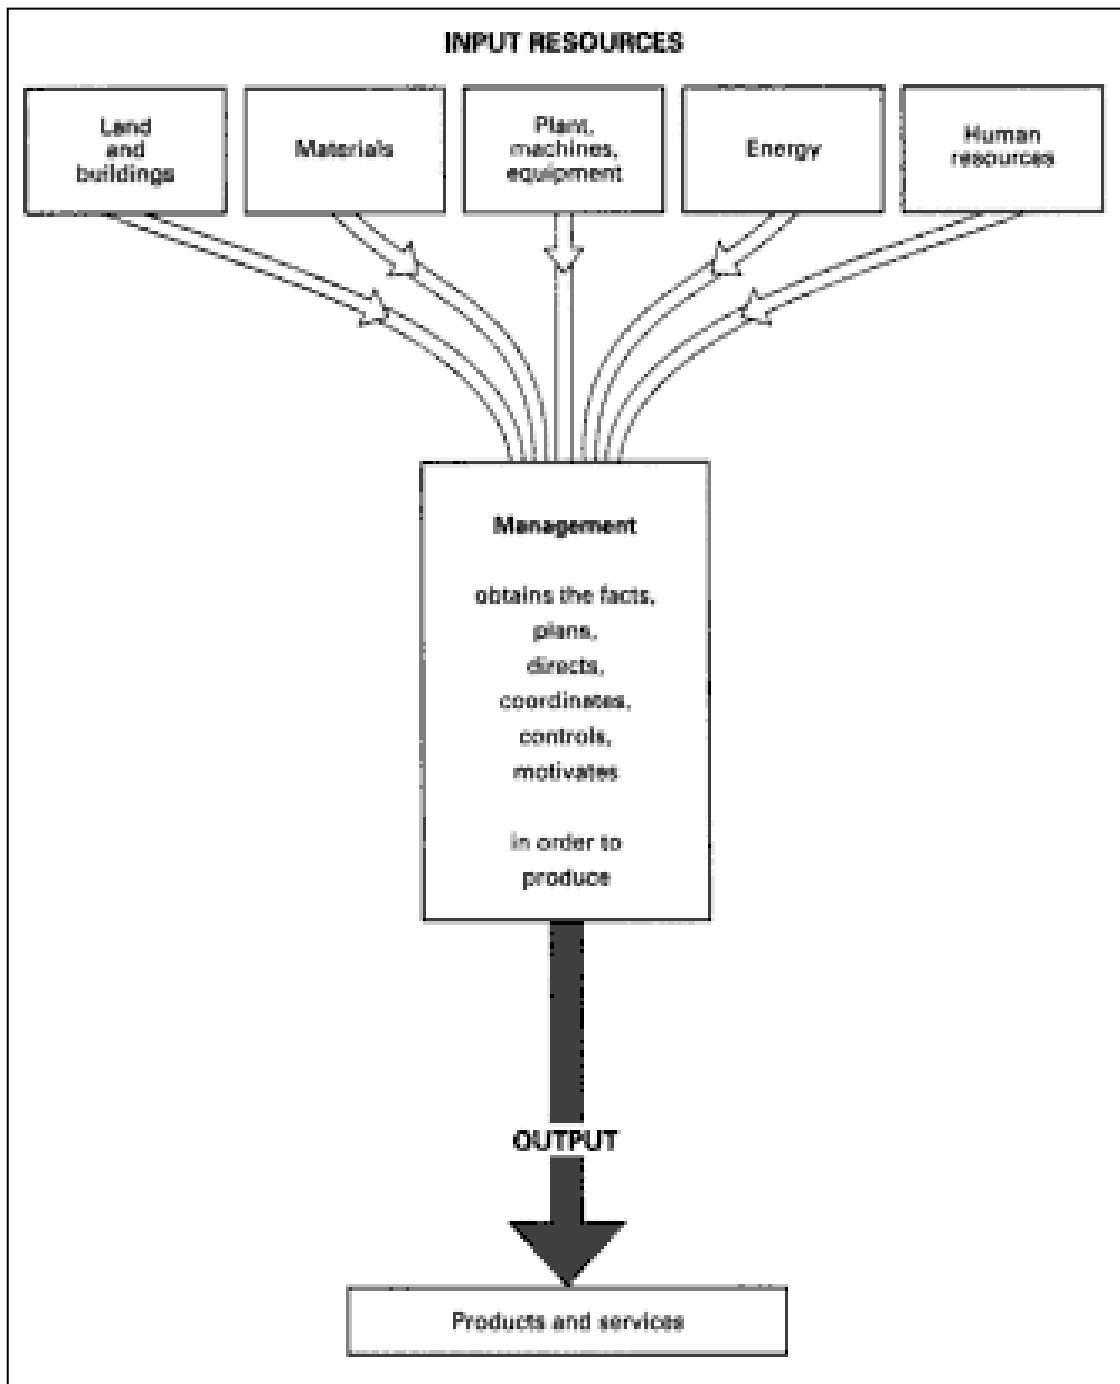 INPUT RESOURCES
Land
and
buildings
Materials
Plant,
machines,
equipment
Energy
Human
resources
Management
obtains the facts,
plans,
directs,
coordinates,
controls,
motivates
in order to
produce
OUTPUT
Products and services